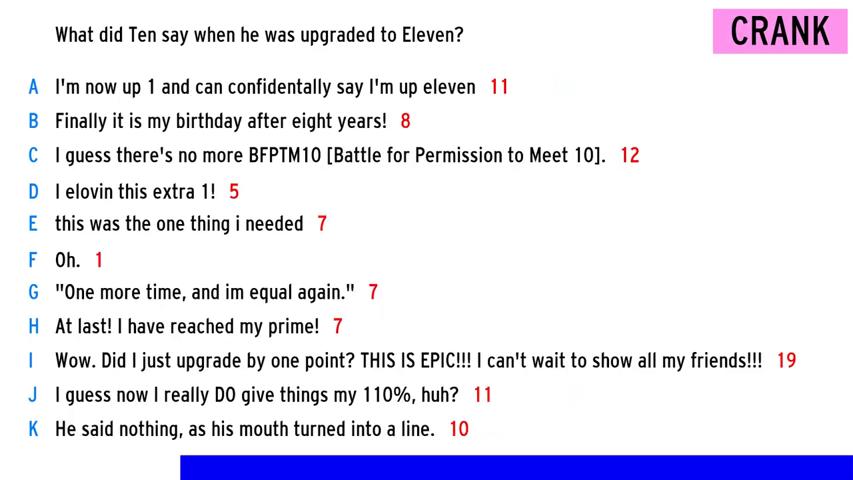 What did Ten say when he was upgraded to Eleven?
CRANK
A I'm now up 1 and can confidentally say I'm up eleven 11
B Finally it is my birthday after eight years! 8
C I guess there's no more BFPTM10 [Battle for Permission to Meet 10]. 12
D I elovin this extra 1! 5
E this was the one thing i needed 7
F Oh. 1
G "One more time, and im equal again." 7
H At last! I have reached my prime! 7
I Wow. Did I just upgrade by one point? THIS IS EPIC!!! I can't wait to show all my friends!!! 19
J I guess now I really DO give things my 110%, huh? 11
K He said nothing, as his mouth turned into a line. 10